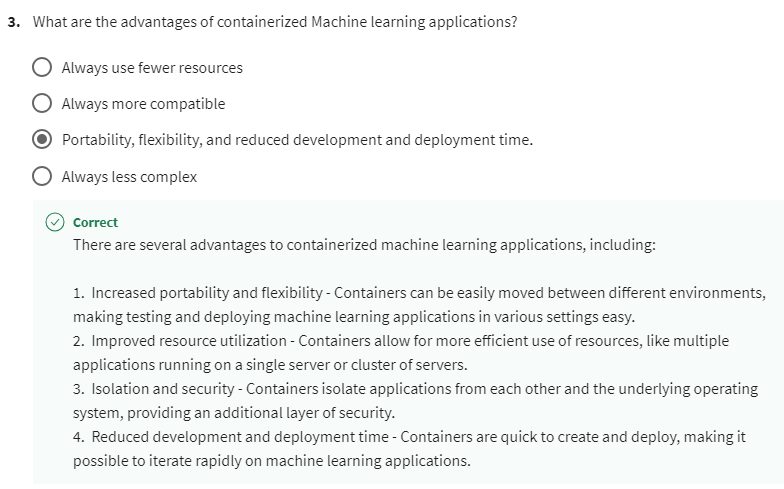 3. What are the advantages of containerized Machine learning applications?
Always use fewer resources
Always more compatible
Portability, flexibility, and reduced development and deployment time.
Always less complex
Correct
There are several advantages to containerized machine learning applications, including:
1. Increased portability and flexibility - Containers can be easily moved between different environments,
making testing and deploying machine learning applications in various settings easy.
2. Improved resource utilization - Containers allow for more efficient use of resources, like multiple
applications running on a single server or cluster of servers.
3. Isolation and security - Containers isolate applications from each other and the underlying operating
system, providing an additional layer of security.
4. Reduced development and deployment time - Containers are quick to create and deploy, making it
possible to iterate rapidly on machine learning applications.